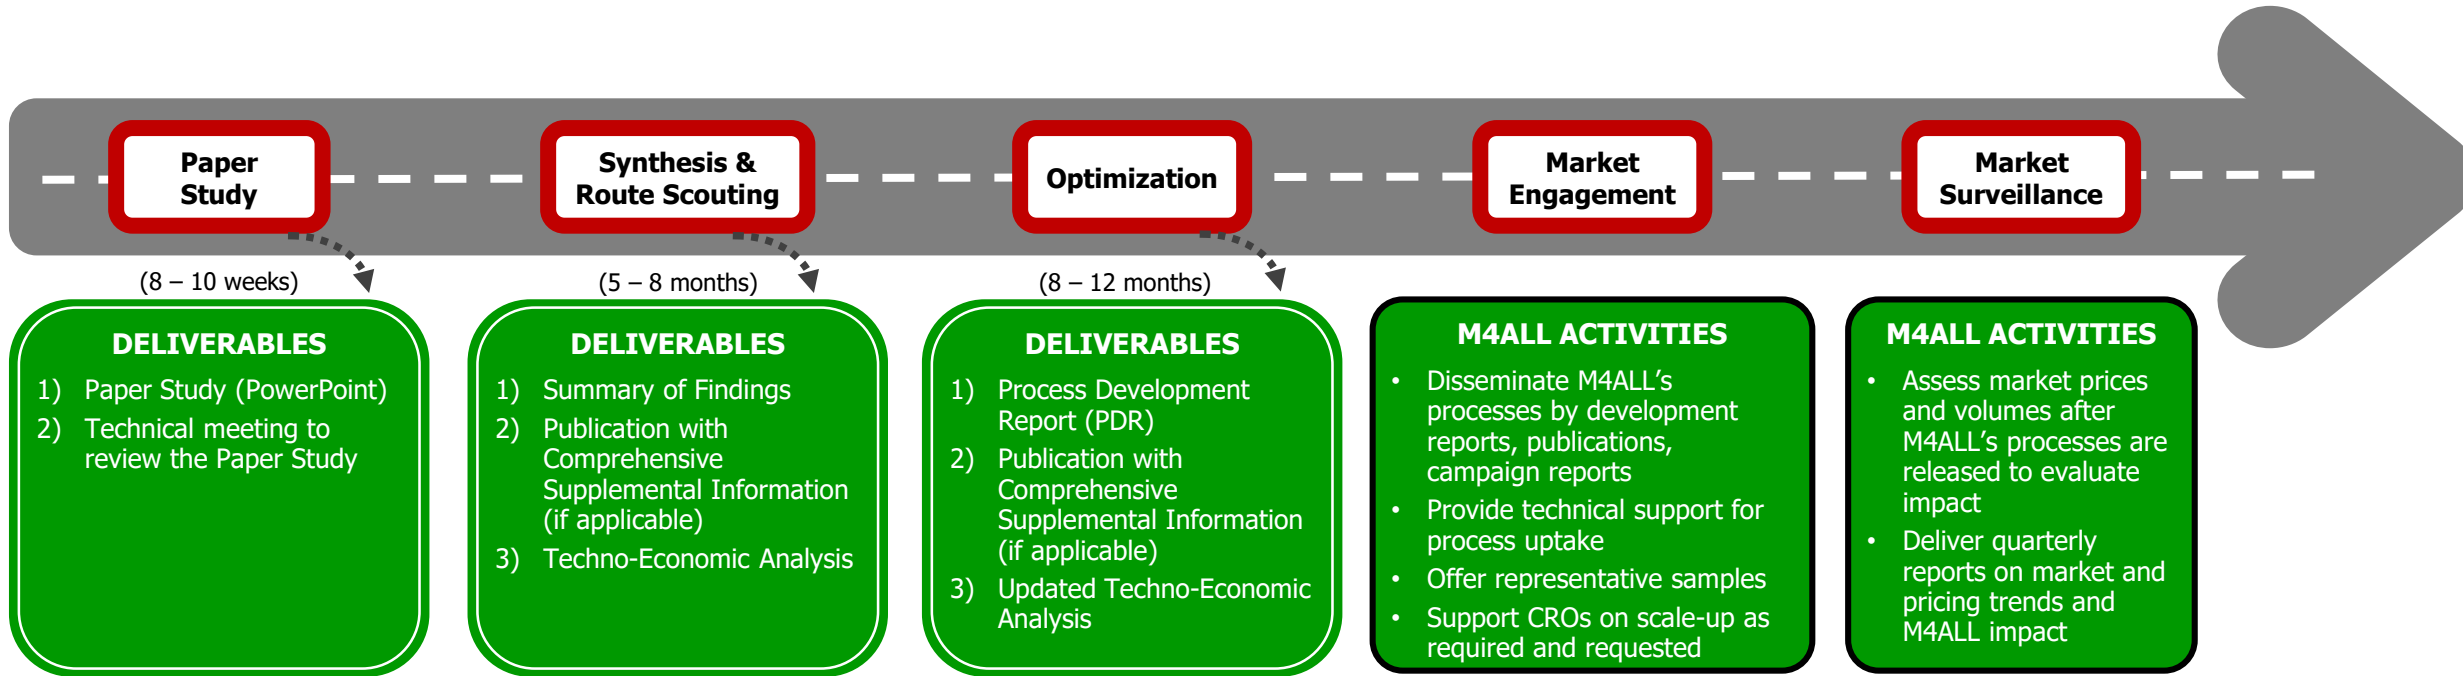 Paper
Study
Synthesis &
Route Scouting
Optimization
Market
Engagement
Market
Surveillance
(8 – 10 weeks)
(5 – 8 months)
(8 – 12 months)
DELIVERABLES
1) Paper Study (PowerPoint)
2) Technical meeting to
review the Paper Study
DELIVERABLES
1) Summary of Findings
2) Publication with
Comprehensive
Supplemental Information
(if applicable)
3) Techno-Economic Analysis
DELIVERABLES
1) Process Development
Report (PDR)
2) Publication with
Comprehensive
Supplemental Information
(if applicable)
3) Updated Techno-Economic
Analysis
M4ALL ACTIVITIES
• Disseminate M4ALL’s
processes by development
reports, publications,
campaign reports
• Provide technical support for
process uptake
• Offer representative samples
• Support CROs on scale-up as
required and requested
M4ALL ACTIVITIES
• Assess market prices
and volumes after
M4ALL’s processes are
released to evaluate
impact
• Deliver quarterly
reports on market and
pricing trends and
M4ALL impact